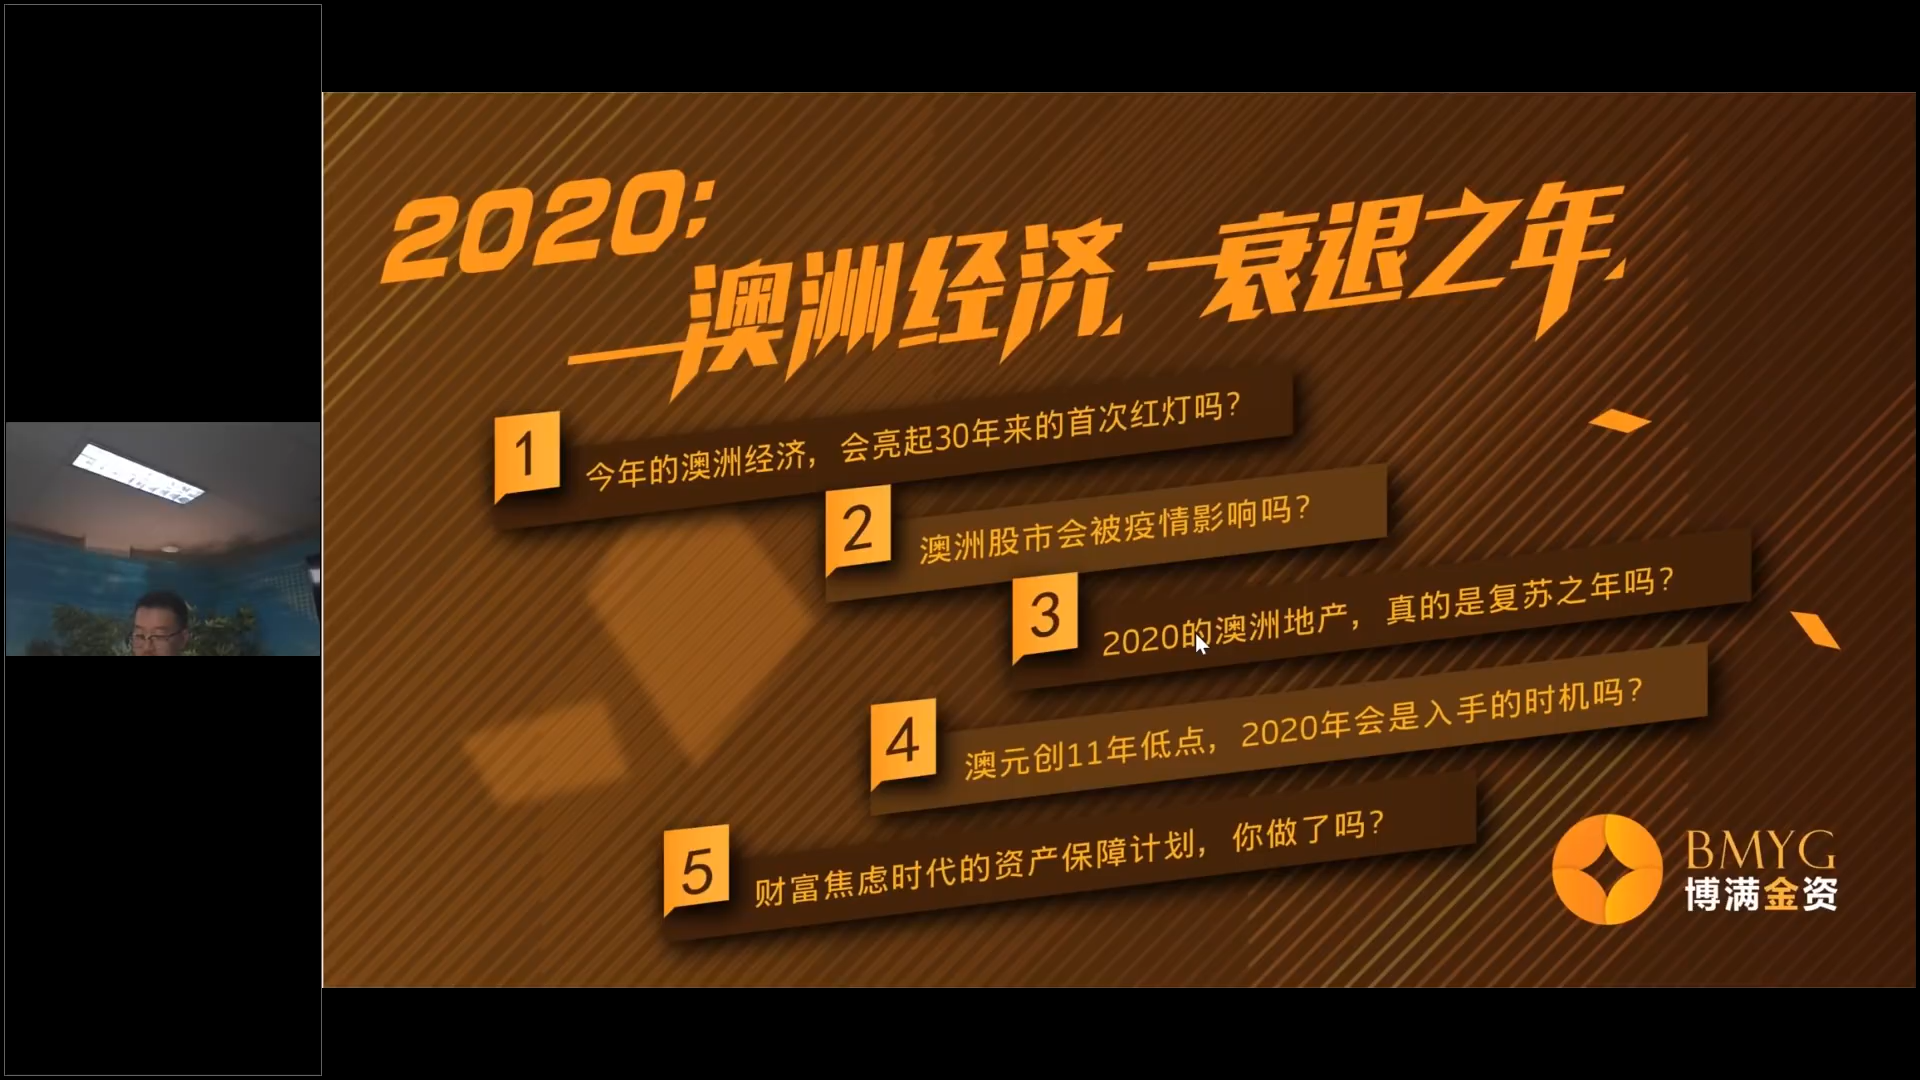 2020:
澳洲经济 衰退之年
1
今年的澳洲经济，会亮起30年来的首次红灯吗？
2
澳洲股市会被疫情影响吗？
3
2020的澳洲地产，真的是复苏之年吗？
4
澳元创11年低点，2020年会是入手的时机吗？
5
财富焦虑时代的资产保障计划，你做了吗？
BMYG
博满金资